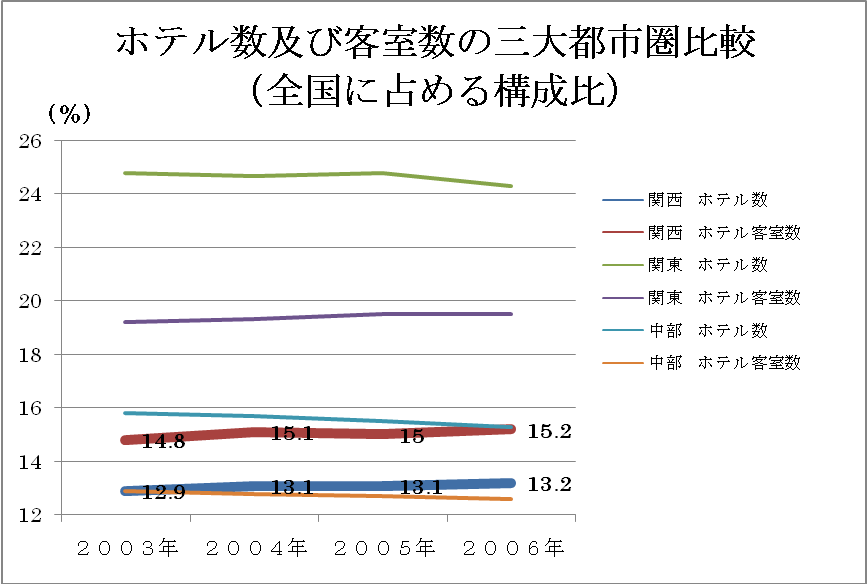 ホテル数及び客室数の三大都市圏比較
（全国に占める構成比）
(%)
26
24
22
20
18
16
14
12
14.8
15.1
15
15.2
12.9
13.1
13.1
13.2
２００３年
２００４年
２００５年
２００６年
関西　ホテル数
関西　ホテル客室数
関東　ホテル数
関東　ホテル客室数
中部　ホテル数
中部　ホテル客室数